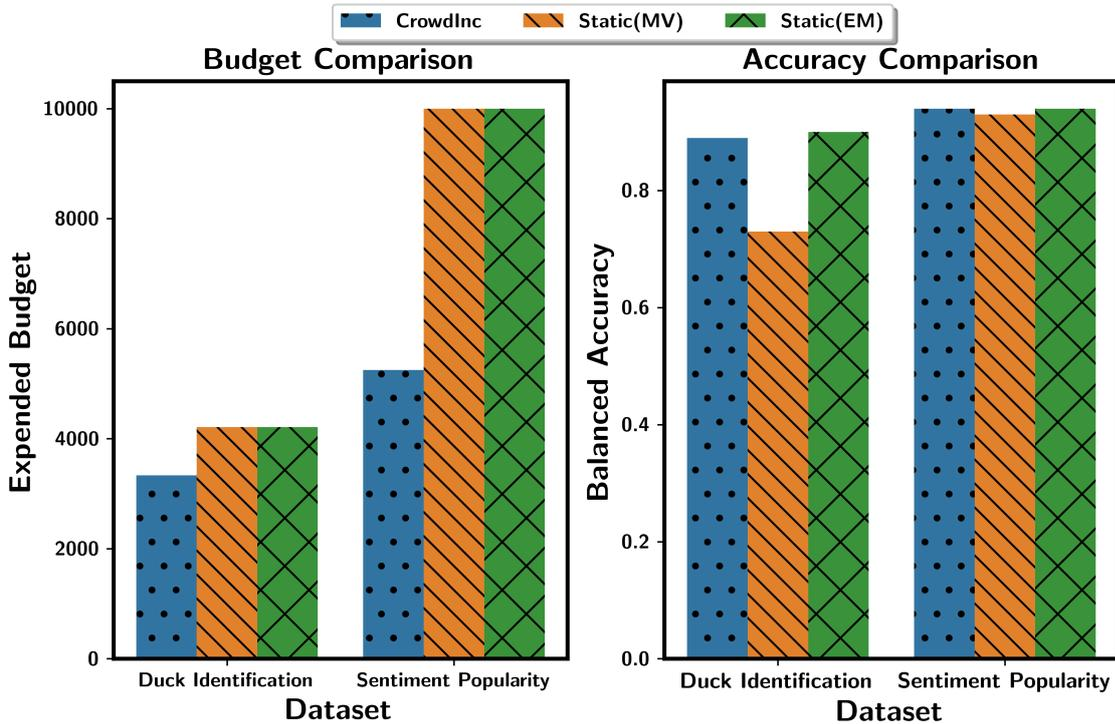 CrowdInc Static(MV) Static(EM)
Budget Comparison
Expended Budget
10000
8000
6000
4000
2000
0
Duck Identification Sentiment Popularity
Dataset
Accuracy Comparison
Balanced Accuracy
0.8
0.6
0.4
0.2
0.0
Duck Identification Sentiment Popularity
Dataset